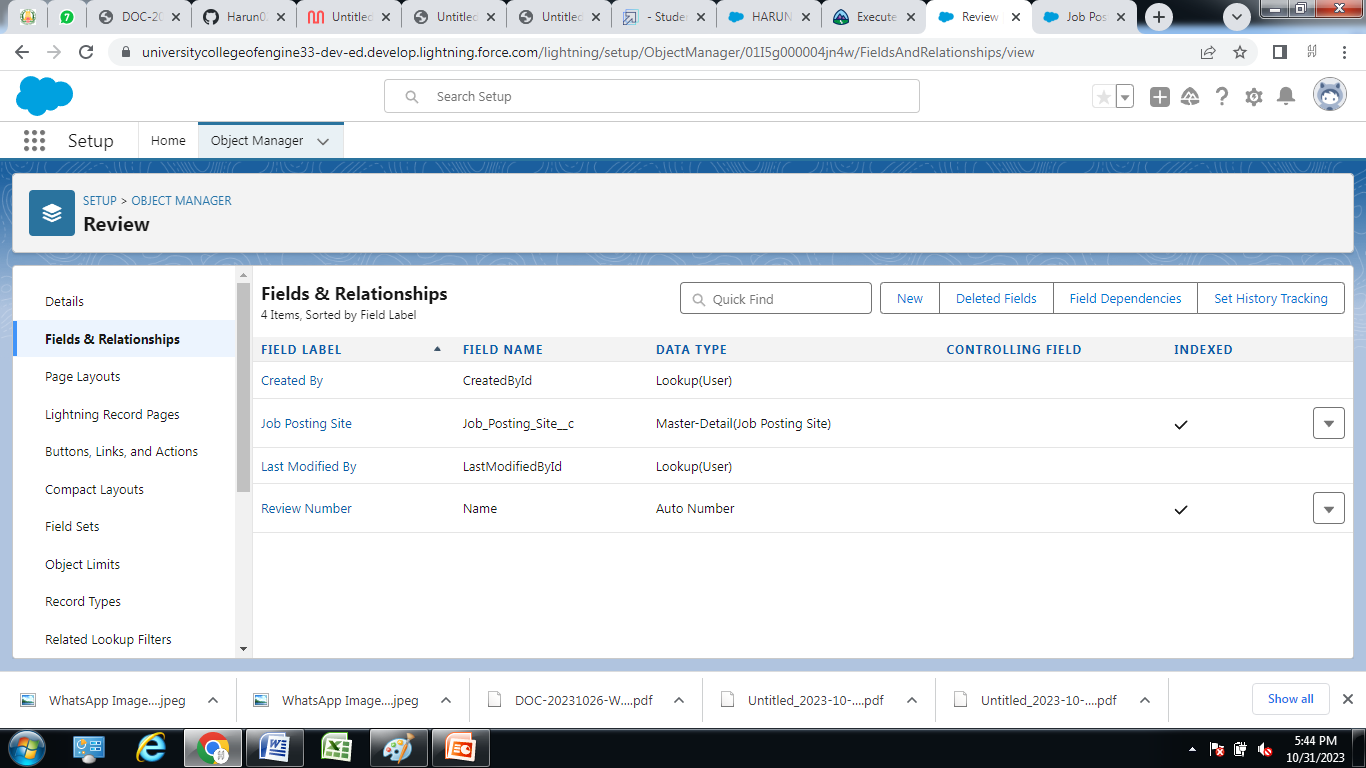 DOC-20
Harun0
Untitled
Untitled
Untitled
- Studen
HARUN
Execute
Review
Job Pos
universitycollegeofengine33-dev-ed.develop.lightning.force.com/lightning/setup/ObjectManager/01I5g000004jn4w/FieldsAndRelationships/view
Search Setup
Setup
Home
Object Manager
SETUP > OBJECT MANAGER
Review
Details
Fields & Relationships
Page Layouts
Lightning Record Pages
Buttons, Links, and Actions
Compact Layouts
Field Sets
Object Limits
Record Types
Related Lookup Filters
Fields & Relationships
4 Items, Sorted by Field Label
Quick Find
New
Deleted Fields
Field Dependencies
Set History Tracking
FIELD LABEL FIELD NAME DATA TYPE CONTROLLING FIELD INDEXED
Created By CreatedById Lookup(User)
Job Posting Site Job_Posting_Site__c Master-Detail(Job Posting Site)
Last Modified By LastModifiedById Lookup(User)
Review Number Name Auto Number
WhatsApp Image....jpeg
WhatsApp Image....jpeg
DOC-20231026-W....pdf
Untitled_2023-10-....pdf
Untitled_2023-10-....pdf
Show all
5:44 PM
10/31/2023